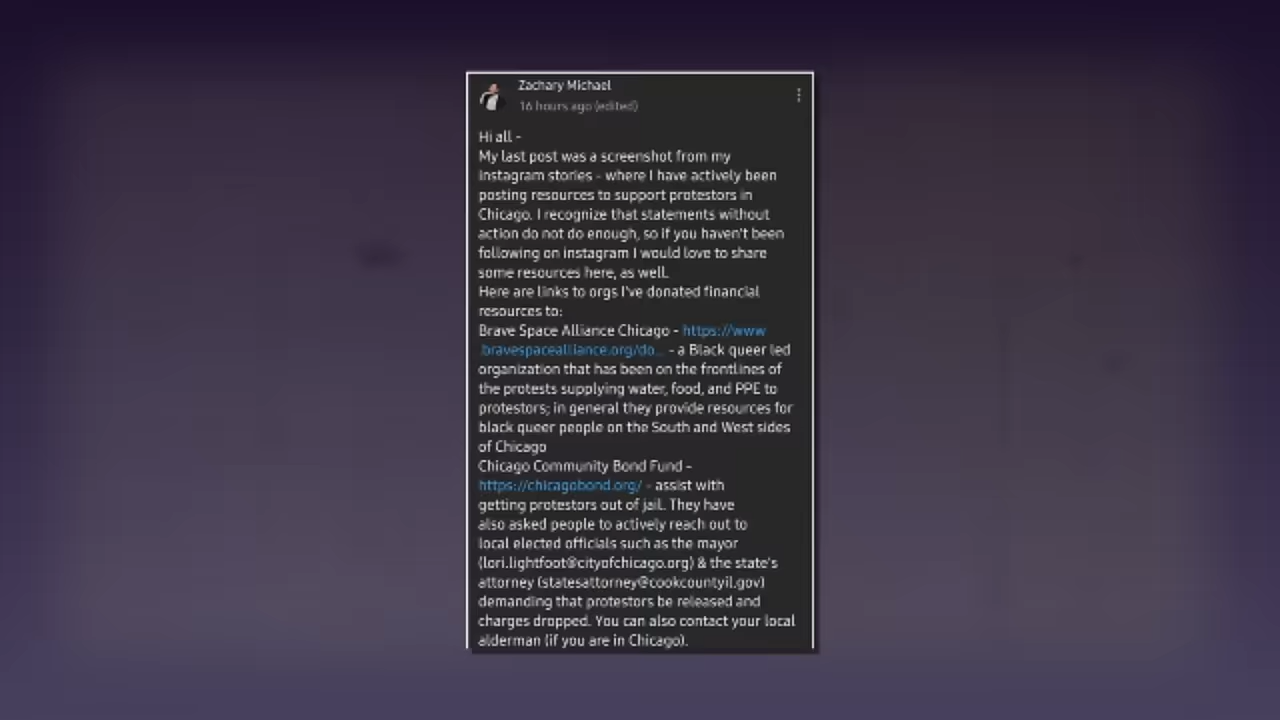 Zachary Michael
16 hours ago (edited)
Hi all -
My last post was a screenshot from my
instagram stories - where I have actively been
posting resources to support protestors in
Chicago. I recognize that statements without
action do not do enough, so if you haven't been
following on instagram I would love to share
some resources here, as well.
Here are links to orgs I've donated financial
resources to:
Brave Space Alliance Chicago - https://www
.bravespacealliance.org/do... - a Black queer led
organization that has been on the frontlines of
the protests supplying water, food, and PPE to
protestors; in general they provide resources for
black queer people on the South and West sides
of Chicago
Chicago Community Bond Fund -
https://chicagobond.org/ - assist with
getting protestors out of jail. They have
also asked people to actively reach out to
local elected officials such as the mayor
(lori.lightfoot@cityofchicago.org) & the state's
attorney (statesattorney@cookcountyil.gov)
demanding that protestors be released and
charges dropped. You can also contact your local
alderman (if you are in Chicago).